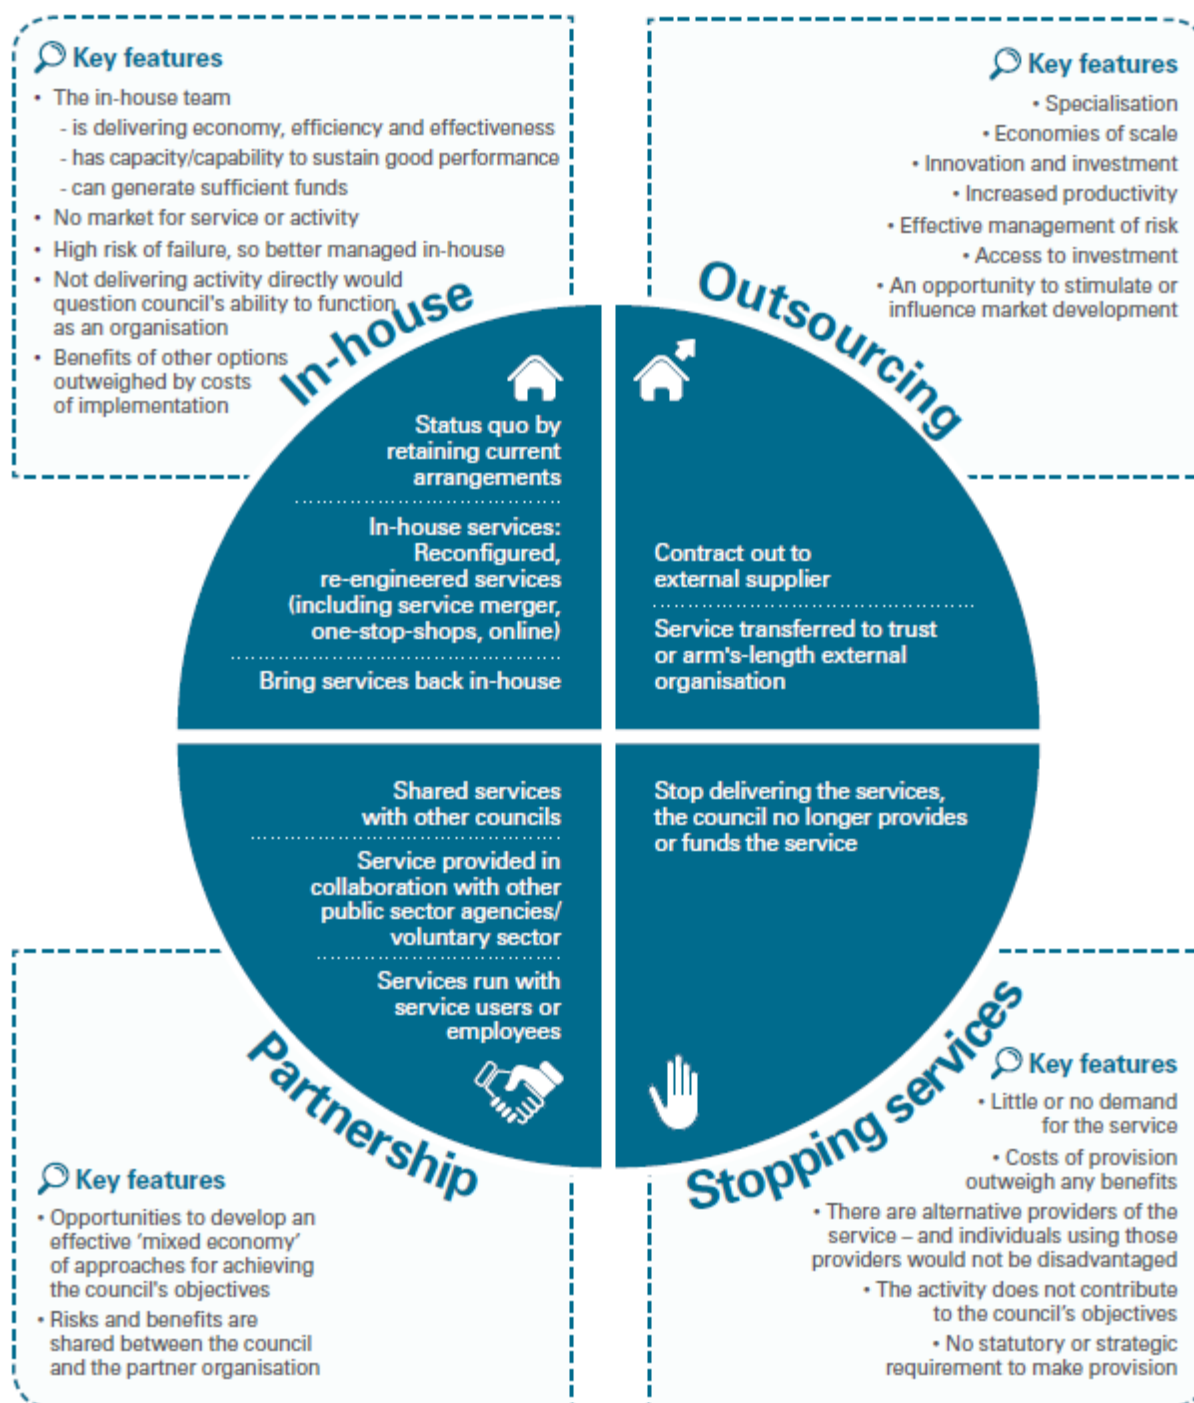 Key features
• The in-house team
- is delivering economy, efficiency and effectiveness
- has capacity/capability to sustain good performance
- can generate sufficient funds
• No market for service or activity
• High risk of failure, so better managed in-house
• Not delivering activity directly would
question council's ability to function
as an organisation
• Benefits of other options
outweighed by costs
of implementation
In-house
Status quo by
retaining current
arrangements
In-house services:
Reconfigured,
re-engineered services
(including service merger,
one-stop-shops, online)
Bring services back in-house
Key features
• Specialisation
• Economies of scale
• Innovation and investment
• Increased productivity
• Effective management of risk
• Access to investment
• An opportunity to stimulate or
influence market development
Outsourcing
Contract out to
external supplier
Service transferred to trust
or arm's-length external
organisation
Shared services
with other councils
Service provided in
collaboration with other
public sector agencies/
voluntary sector
Services run with
service users or
employees
Partnership
Key features
• Opportunities to develop an
effective ‘mixed economy’
of approaches for achieving
the council's objectives
• Risks and benefits are
shared between the council
and the partner organisation
Stop delivering the services,
the council no longer provides
or funds the service
Stopping services
Key features
• Little or no demand
for the service
• Costs of provision
outweigh any benefits
• There are alternative providers of the
service – and individuals using those
providers would not be disadvantaged
• The activity does not contribute
to the council’s objectives
• No statutory or strategic
requirement to make provision